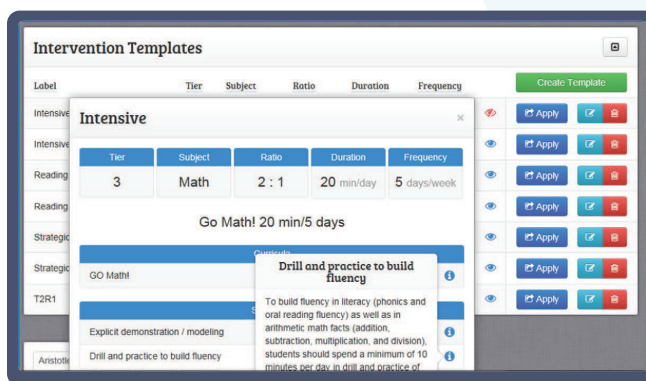 Intervention Templates
Label Tier Subject Ratio Duration Frequency Create Template
Intensive Apply
Intensive Apply
Reading Apply
Reading Apply
Strategic Apply
Strategic Apply
T2R1 Apply
Intensive ×
Tier Subject Ratio Duration Frequency
3 Math 2 : 1 20 min/day 5 days/week
Go Math! 20 min/5 days
GO Math!
Explicit demonstration / modeling
Drill and practice to build fluency
Drill and practice to build
fluency
To build fluency in literacy (phonics and
oral reading fluency) as well as in
arithmetic math facts (addition,
subtraction, multiplication, and division),
students should spend a minimum of 10
minutes per day in drill and practice of
Aristotle